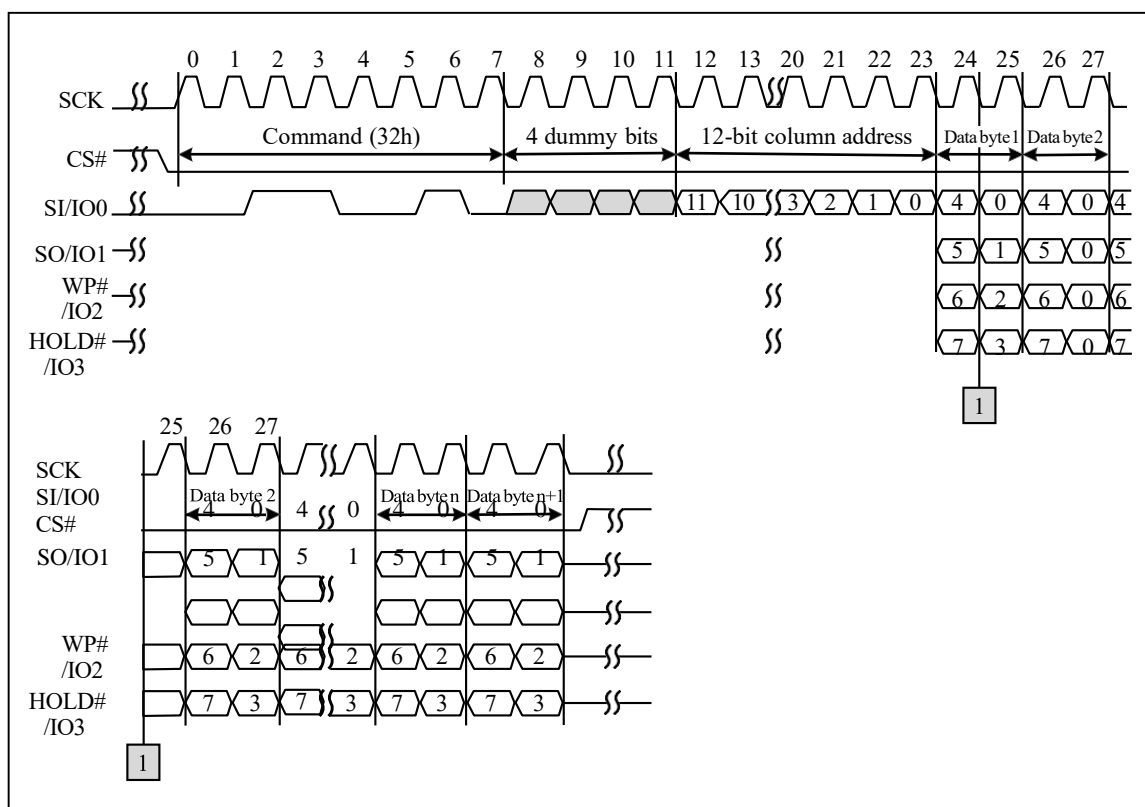 0 1 2 3 4 5 6 7 8 9 10 11 12 13 20 21 22 23 24 25 26 27
SCK
Command (32h) 4 dummy bits 12-bit column address Data byte1 Data byte2
CS#
SI/IO0 11 10 3 2 1 0 4 0 4 0 4
SO/IO1 5 1 5 0 5
WP# 6 2 6 0 6
/IO2
HOLD# 7 3 7 0 7
/IO3
1
25 26 27
SCK
SI/IO0 Data byte 2 Data byte n Data byte n+1
4 0 4 0 4 0 4 0
CS#
SO/IO1 5 1 5 1 5 1 5 1
WP# 6 2 6 2 6 2 6 2
/IO2
HOLD# 7 3 7 3 7 3 7 3
/IO3
1